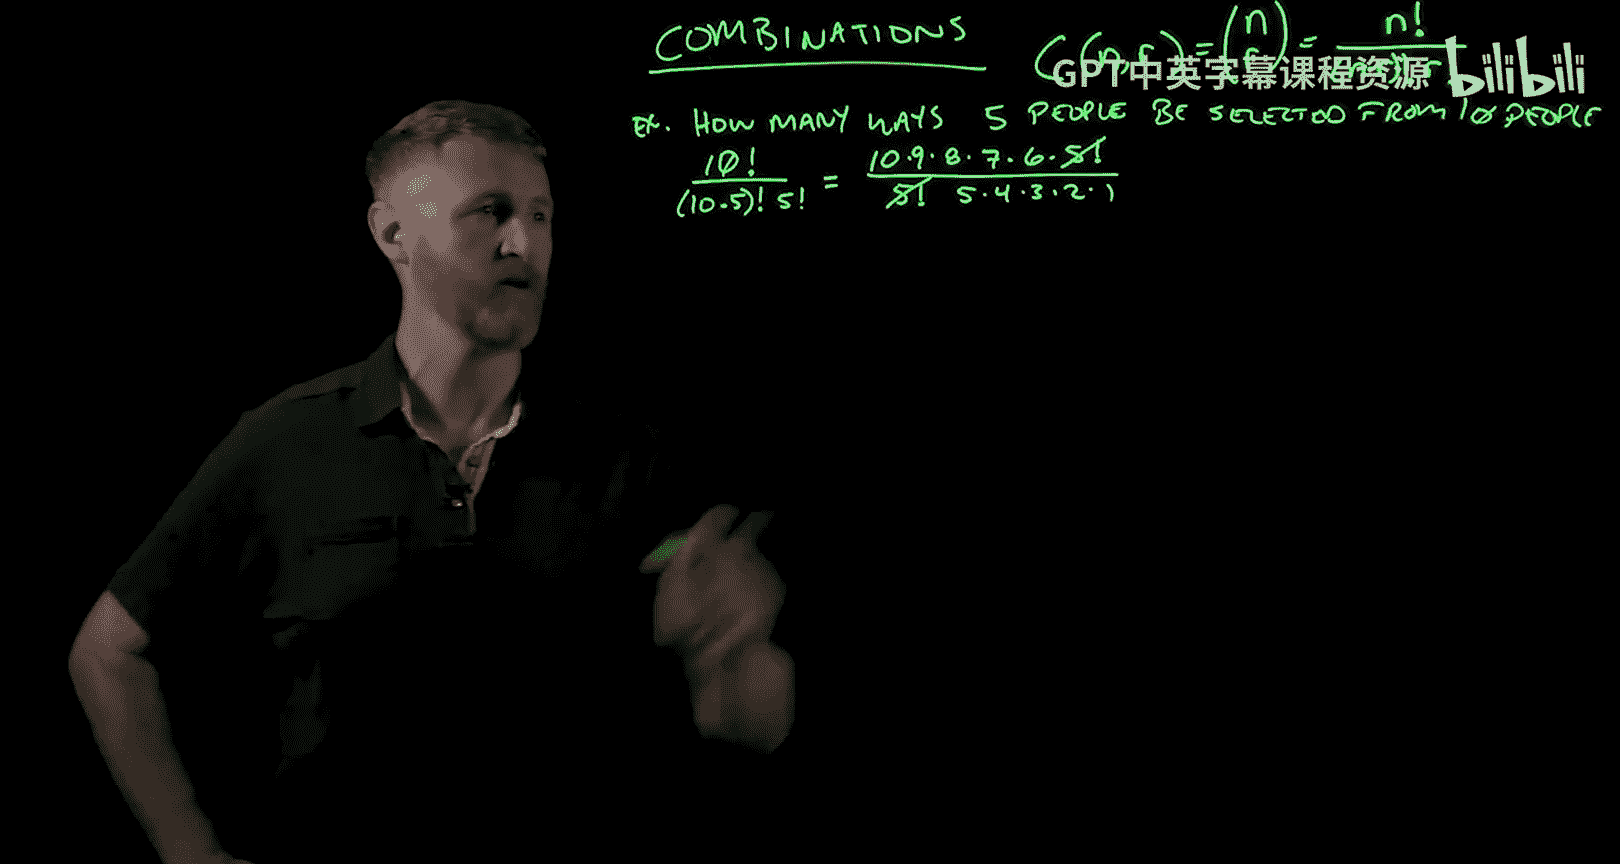 COMBINATIONS
C(n,r) = (n r) = n!
GPT中英字幕课程资源 bilibili
EX. HOW MANY WAYS 5 PEOPLE BE SELECTED FROM 10 PEOPLE
10! / (10-5)! 5! = 10·9·8·7·6·5! / 5! 5·4·3·2·1